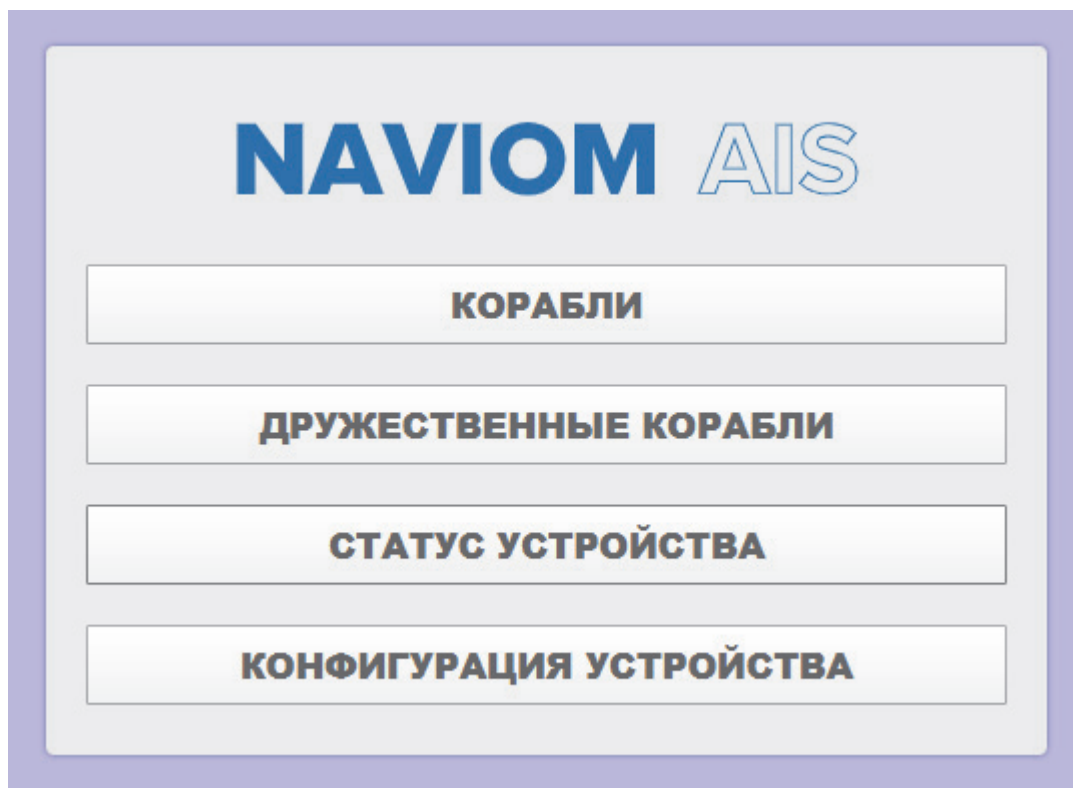 NAVIOM AIS
КОРАБЛИ
ДРУЖЕСТВЕННЫЕ КОРАБЛИ
СТАТУС УСТРОЙСТВА
КОНФИГУРАЦИЯ УСТРОЙСТВА